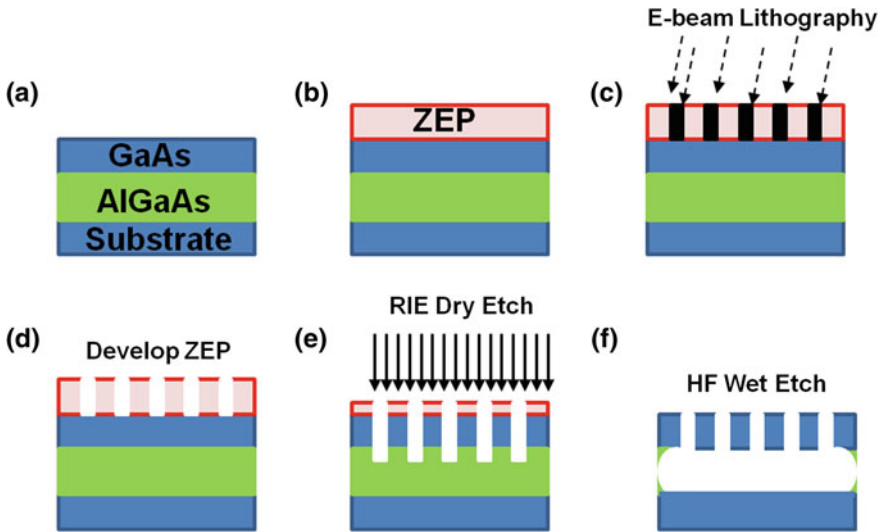 E-beam Lithography
(a)
(b)
(c)
ZEP
GaAs
AlGaAs
Substrate
RIE Dry Etch
(d)
Develop ZEP
(e)
(f)
HF Wet Etch